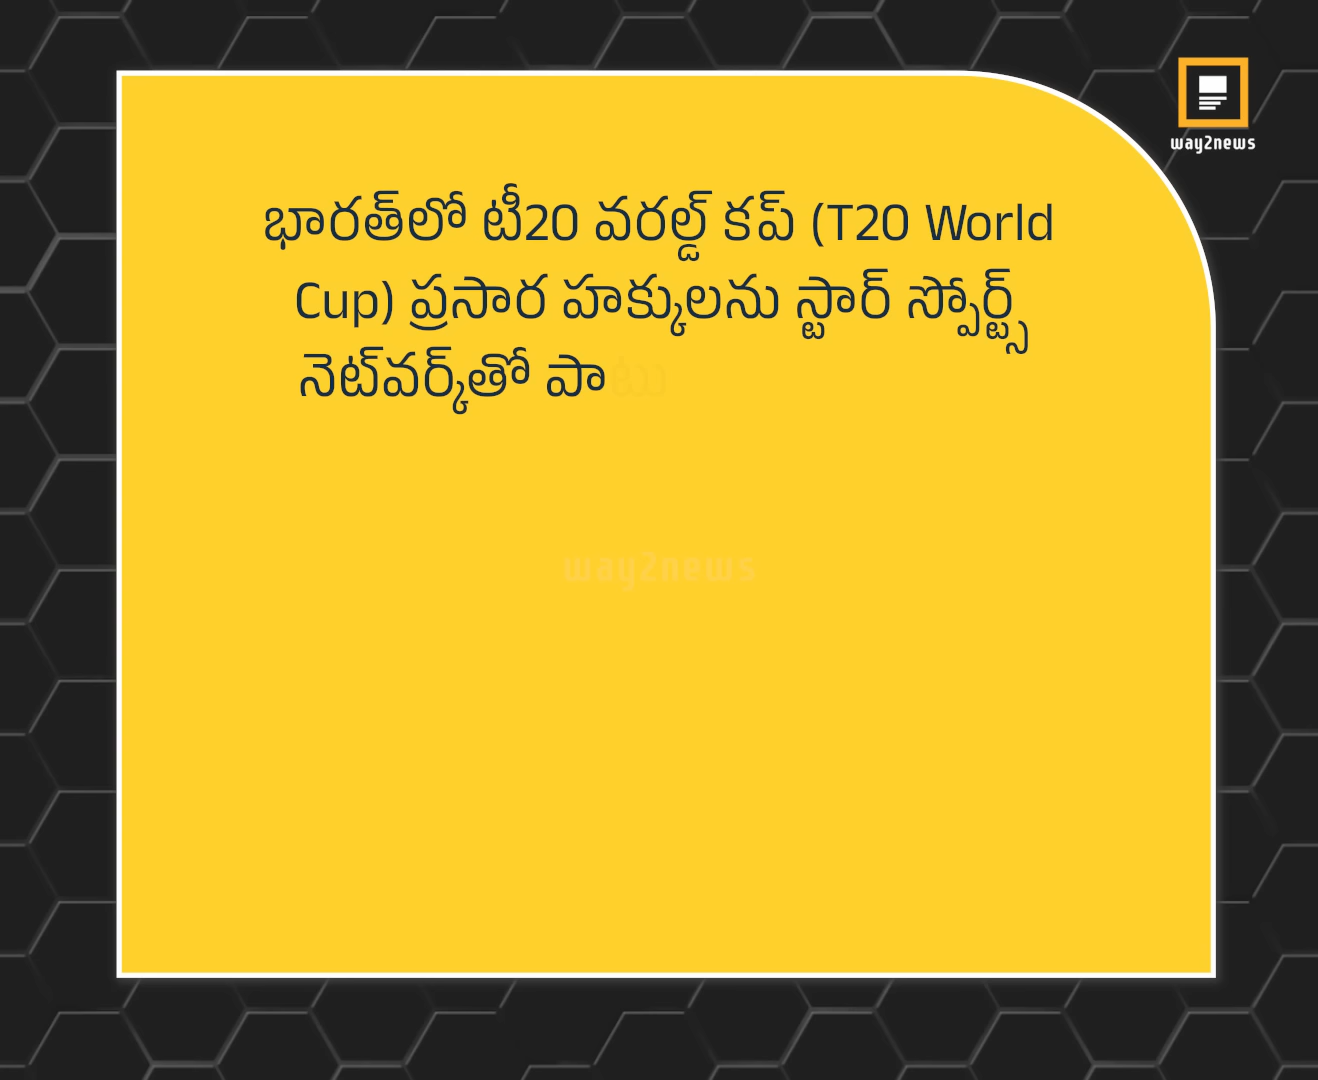 way2news
భారత్‌లో టీ20 వరల్డ్ కప్ (T20 World
Cup) ప్రసార హక్కులను స్టార్ స్పోర్ట్స్
నెట్‌వర్క్‌తో పాటు
way2news